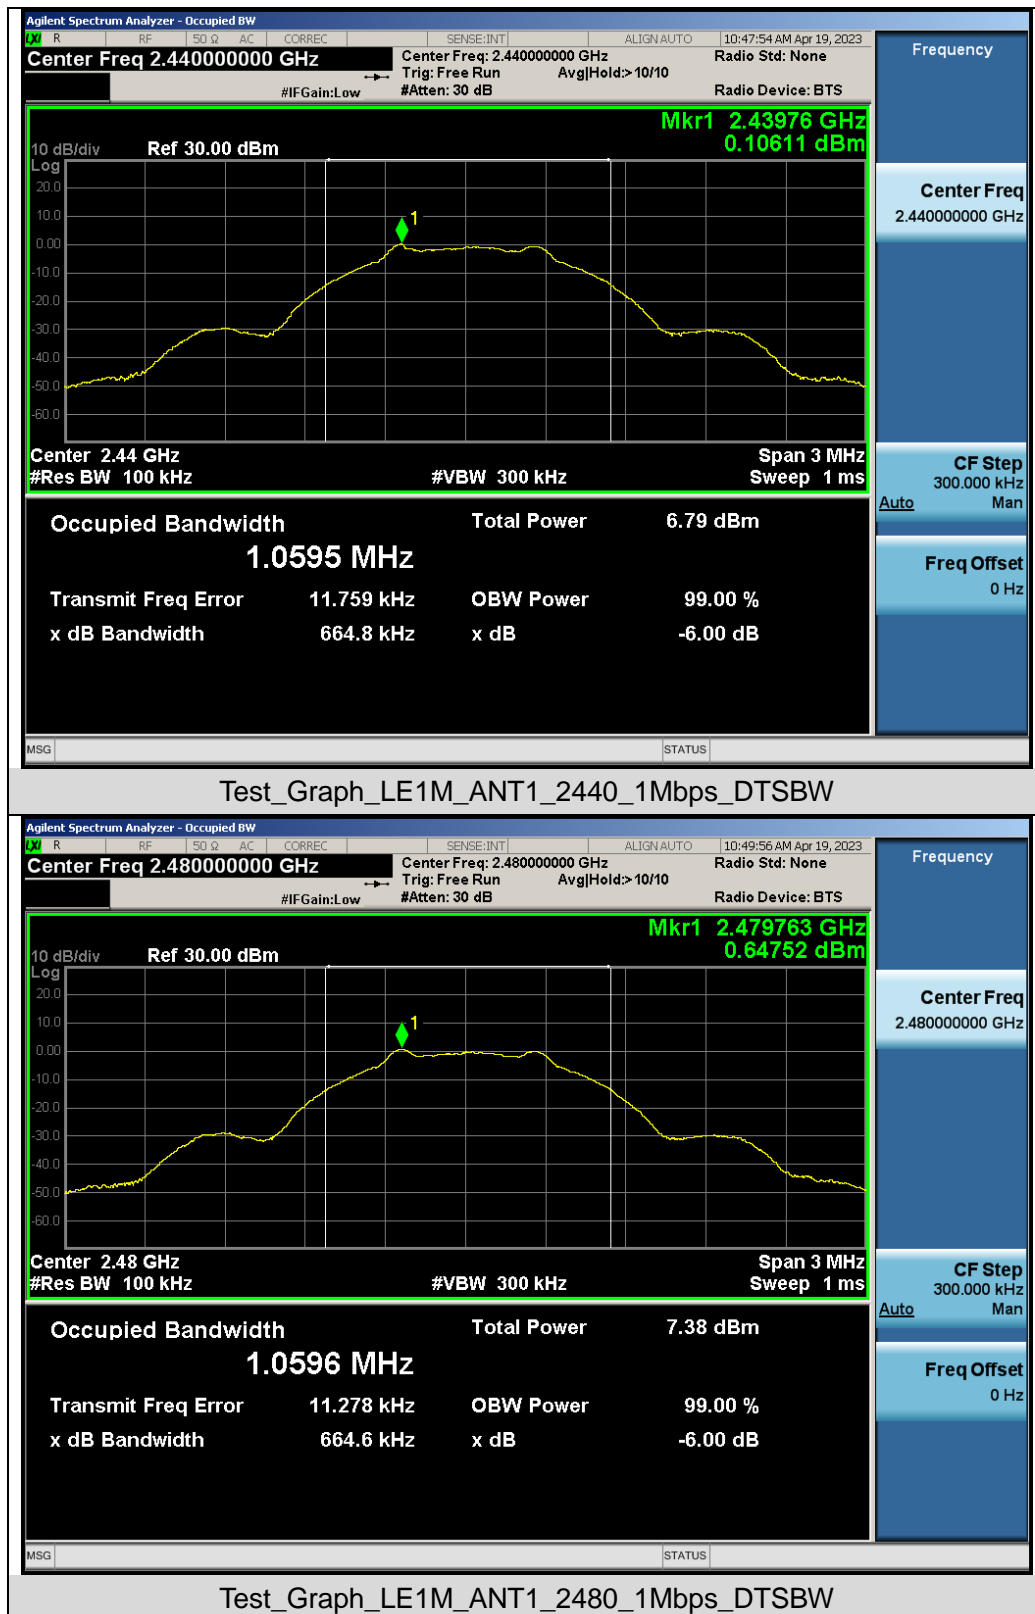 Agilent Spectrum Analyzer - Occupied BW
LXI R RF 50 Ω AC CORREC SENSE:INT ALIGN AUTO 10:47:54 AM Apr 19, 2023
Center Freq 2.440000000 GHz Center Freq: 2.440000000 GHz Radio Std: None Frequency
Trig: Free Run Avg|Hold:> 10/10
#IFGain:Low #Atten: 30 dB Radio Device: BTS
Mkr1 2.43976 GHz
0.10611 dBm
10 dB/div Ref 30.00 dBm
Log
20.0
10.0
0.00
-10.0
-20.0
-30.0
-40.0
-50.0
-60.0
1
Center Freq
2.440000000 GHz
Center 2.44 GHz Span 3 MHz
#Res BW 100 kHz #VBW 300 kHz Sweep 1 ms
CF Step
300.000 kHz
Auto Man
Freq Offset
0 Hz
Occupied Bandwidth Total Power 6.79 dBm
1.0595 MHz
Transmit Freq Error 11.759 kHz OBW Power 99.00 %
x dB Bandwidth 664.8 kHz x dB -6.00 dB
MSG STATUS
Test_Graph_LE1M_ANT1_2440_1Mbps_DTSBW
Agilent Spectrum Analyzer - Occupied BW
LXI R RF 50 Ω AC CORREC SENSE:INT ALIGN AUTO 10:49:56 AM Apr 19, 2023
Center Freq 2.480000000 GHz Center Freq: 2.480000000 GHz Radio Std: None Frequency
Trig: Free Run Avg|Hold:> 10/10
#IFGain:Low #Atten: 30 dB Radio Device: BTS
Mkr1 2.479763 GHz
0.64752 dBm
10 dB/div Ref 30.00 dBm
Log
20.0
10.0
0.00
-10.0
-20.0
-30.0
-40.0
-50.0
-60.0
1
Center Freq
2.480000000 GHz
Center 2.48 GHz Span 3 MHz
#Res BW 100 kHz #VBW 300 kHz Sweep 1 ms
CF Step
300.000 kHz
Auto Man
Freq Offset
0 Hz
Occupied Bandwidth Total Power 7.38 dBm
1.0596 MHz
Transmit Freq Error 11.278 kHz OBW Power 99.00 %
x dB Bandwidth 664.6 kHz x dB -6.00 dB
MSG STATUS
Test_Graph_LE1M_ANT1_2480_1Mbps_DTSBW